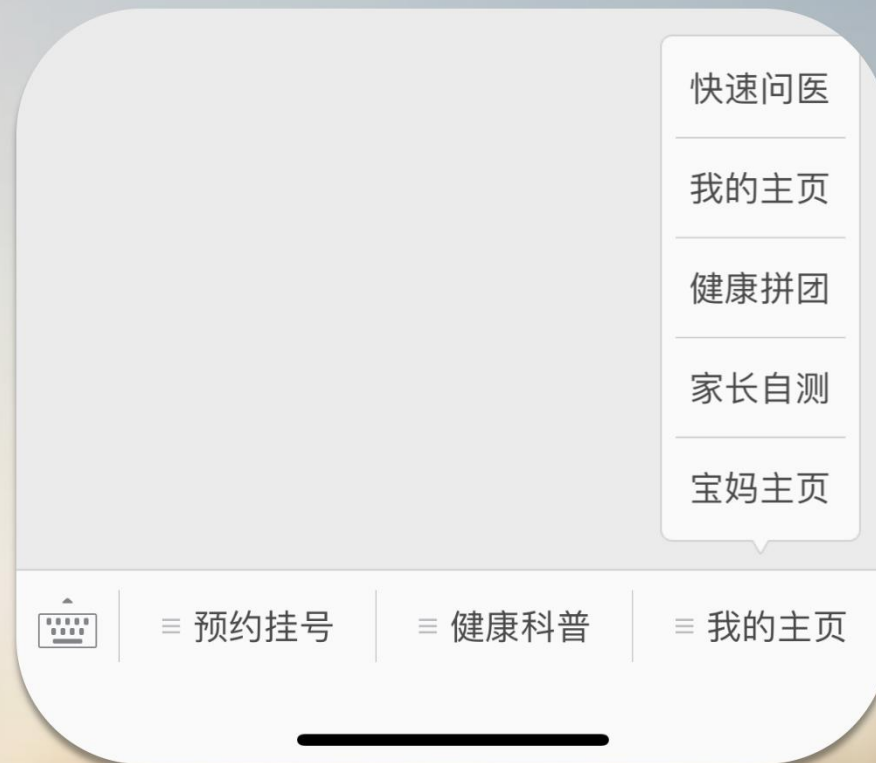 快速问医
我的主页
健康拼团
家长自测
宝妈主页
预约挂号 健康科普 我的主页